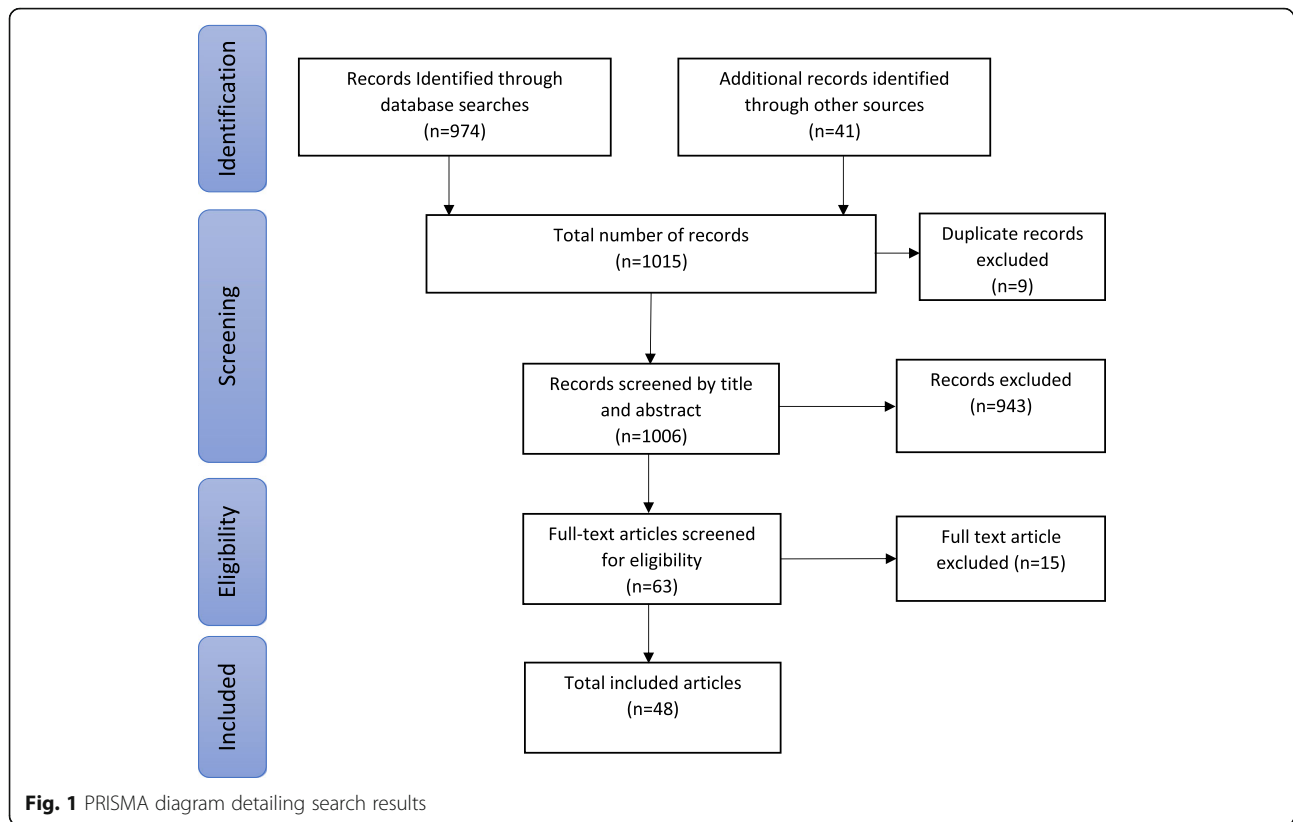 Identification
Records Identified through
database searches
(n=974)
Additional records identified
through other sources
(n=41)
Screening
Total number of records
(n=1015)
Duplicate records
excluded
(n=9)
Records screened by title
and abstract
(n=1006)
Records excluded
(n=943)
Eligibility
Full-text articles screened
for eligibility
(n=63)
Full text article
excluded (n=15)
Included
Total included articles
(n=48)
Fig. 1 PRISMA diagram detailing search results